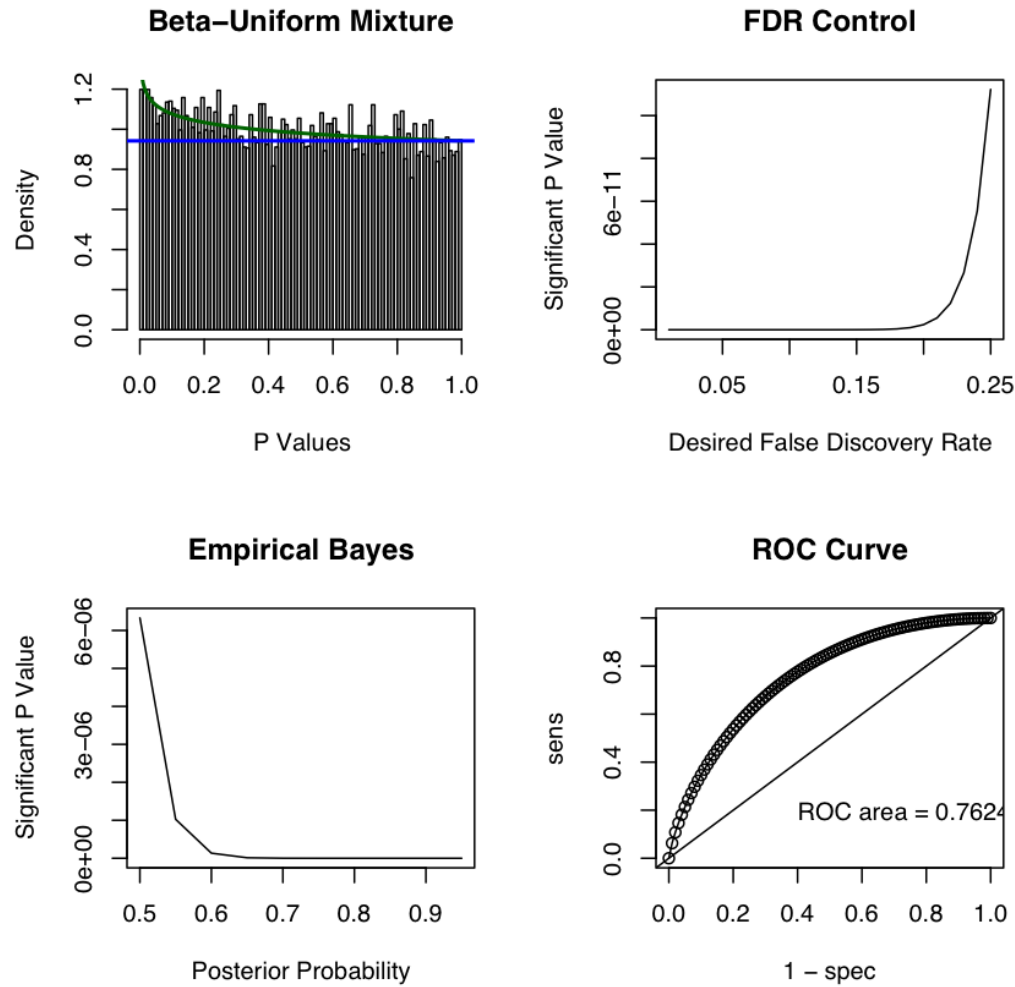 Beta−Uniform Mixture
Density
0.0 0.4 0.8 1.2
0.0 0.2 0.4 0.6 0.8 1.0
P Values
FDR Control
Significant P Value
0e+00 6e−11
0.05 0.15 0.25
Desired False Discovery Rate
Empirical Bayes
Significant P Value
0e+00 3e−06 6e−06
0.5 0.6 0.7 0.8 0.9
Posterior Probability
ROC Curve
sens
0.0 0.4 0.8
ROC area = 0.7624
0.0 0.2 0.4 0.6 0.8 1.0
1 − spec